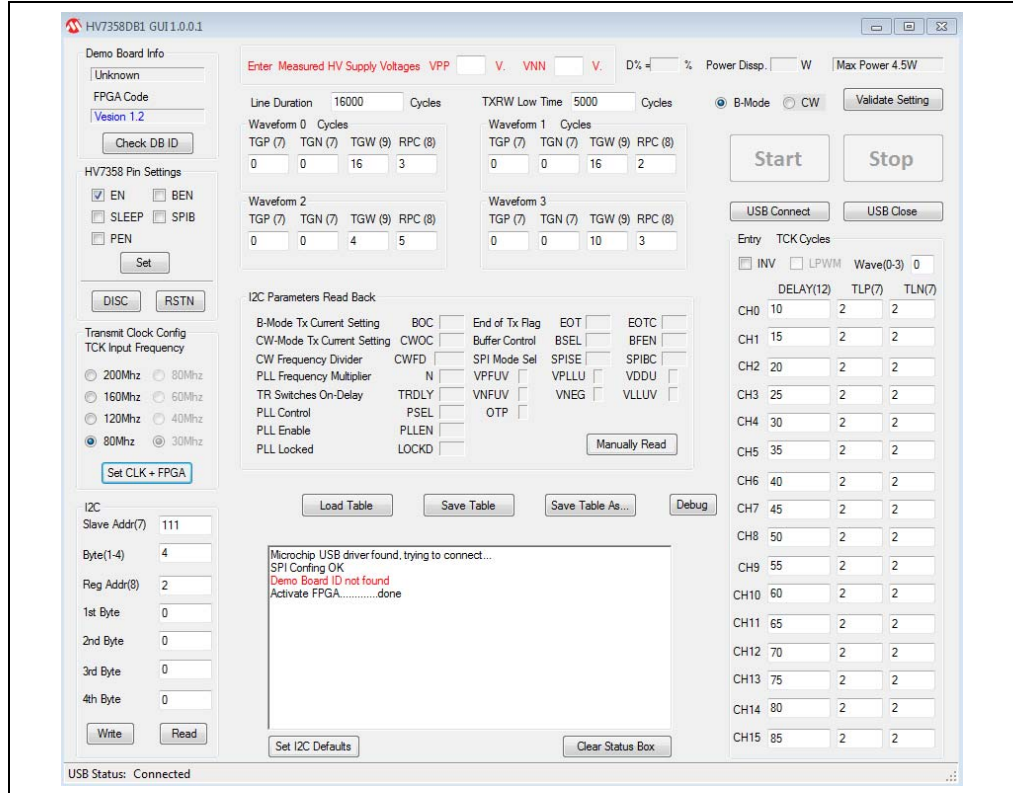 HV7358DB1 GUI 1.0.0.1
Demo Board Info
Unknown
FPGA Code
Vesion 1.2
Check DB ID
HV7358 Pin Settings
EN BEN
SLEEP SPIB
PEN
Set
DISC RSTN
Transmit Clock Config
TCK Input Frequency
200Mhz 80Mhz
160Mhz 60Mhz
120Mhz 40Mhz
80Mhz 30Mhz
Set CLK + FPGA
I2C
Slave Addr(7) 111
Byte(1-4) 4
Reg Addr(8) 2
1st Byte 0
2nd Byte 0
3rd Byte 0
4th Byte 0
Write Read
Enter Measured HV Supply Voltages VPP V. VNN V. D% = % Power Dissp. W Max Power 4.5W
Line Duration 16000 Cycles TXRW Low Time 5000 Cycles
Waveform 0 Cycles
TGP (7) TGN (7) TGW (9) RPC (8)
0 0 16 3
Waveform 1 Cycles
TGP (7) TGN (7) TGW (9) RPC (8)
0 0 16 2
Waveform 2
TGP (7) TGN (7) TGW (9) RPC (8)
0 0 4 5
Waveform 3
TGP (7) TGN (7) TGW (9) RPC (8)
0 0 10 3
I2C Parameters Read Back
B-Mode Tx Current Setting BOC End of Tx Flag EOT EOTC
CW-Mode Tx Current Setting CWOC Buffer Control BSEL BFEN
CW Frequency Divider CWFD SPI Mode Sel SPISE SPIBC
PLL Frequency Multiplier N VPFUV VPLLU VDDU
TR Switches On-Delay TRDLY VNFUV VNEG VLLUV
PLL Control PSEL OTP
PLL Enable PLLEN
PLL Locked LOCKD
Manually Read
Load Table Save Table Save Table As... Debug
Microchip USB driver found, trying to connect...
SPI Confing OK
Demo Board ID not found
Activate FPGA.............done
Set I2C Defaults Clear Status Box
B-Mode CW Validate Setting
Start Stop
USB Connect USB Close
Entry TCK Cycles
INV LPWM Wave(0-3) 0
DELAY(12) TLP(7) TLN(7)
CH0 10 2 2
CH1 15 2 2
CH2 20 2 2
CH3 25 2 2
CH4 30 2 2
CH5 35 2 2
CH6 40 2 2
CH7 45 2 2
CH8 50 2 2
CH9 55 2 2
CH10 60 2 2
CH11 65 2 2
CH12 70 2 2
CH13 75 2 2
CH14 80 2 2
CH15 85 2 2
USB Status: Connected